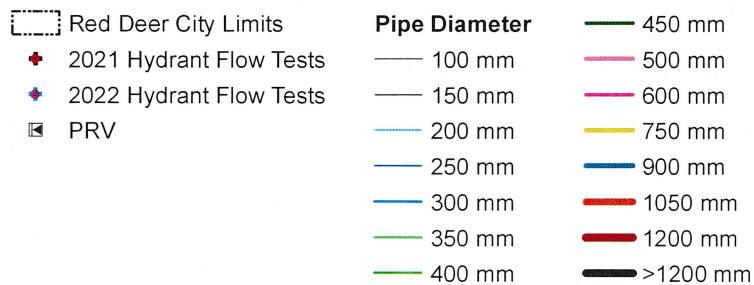 Red Deer City Limits
2021 Hydrant Flow Tests
2022 Hydrant Flow Tests
PRV
Pipe Diameter
100 mm
150 mm
200 mm
250 mm
300 mm
350 mm
400 mm
450 mm
500 mm
600 mm
750 mm
900 mm
1050 mm
1200 mm
>1200 mm